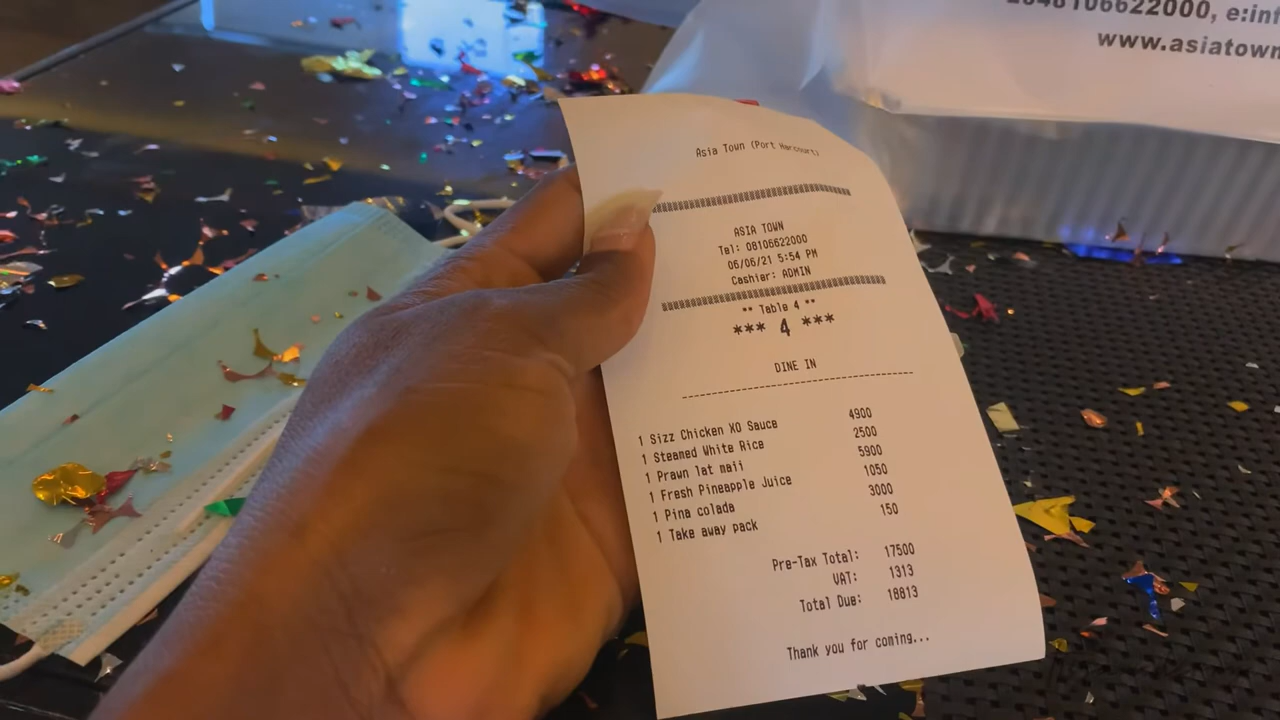 2348106622000, e:inf
www.asiatown
Asia Town (Port Harcourt)
ASIA TOWN
Tel: 08106622000
06/06/21 5:54 PM
Cashier: ADMIN
** Table 4 **
*** 4 ***
DINE IN
1 Sizz Chicken XO Sauce 4900
1 Steamed White Rice 2500
1 Prawn lat maii 5900
1 Fresh Pineapple Juice 1050
1 Pina colada 3000
1 Take away pack 150
Pre-Tax Total: 17500
VAT: 1313
Total Due: 18813
Thank you for coming...